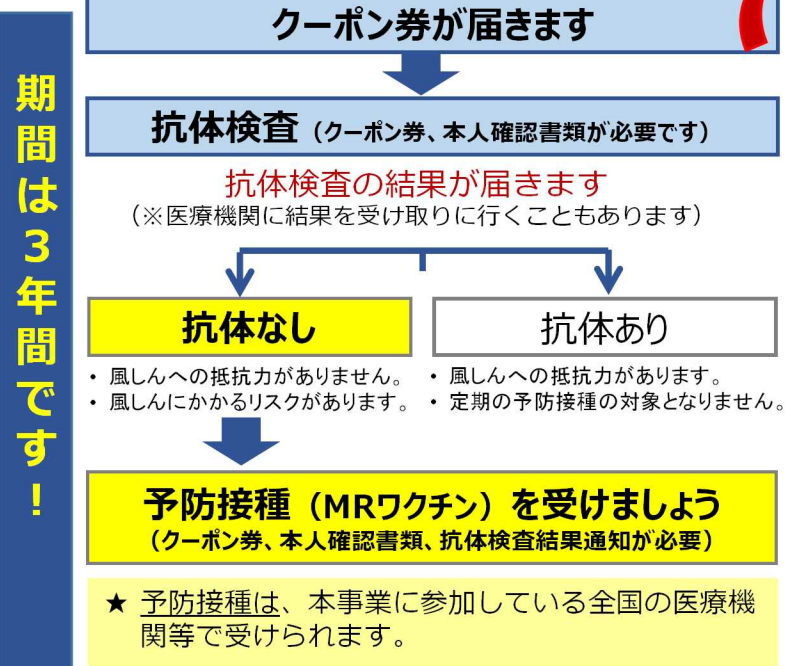 期間は3年間です!
クーポン券が届きます
抗体検査（クーポン券、本人確認書類が必要です）
抗体検査の結果が届きます
（※医療機関に結果を受け取りに行くこともあります）
抗体なし
・ 風しんへの抵抗力がありません。
・ 風しんにかかるリスクがあります。
抗体あり
・ 風しんへの抵抗力があります。
・ 定期の予防接種の対象となりません。
予防接種（MRワクチン）を受けましょう
（クーポン券、本人確認書類、抗体検査結果通知が必要）
★ 予防接種は、本事業に参加している全国の医療機
関等で受けられます。